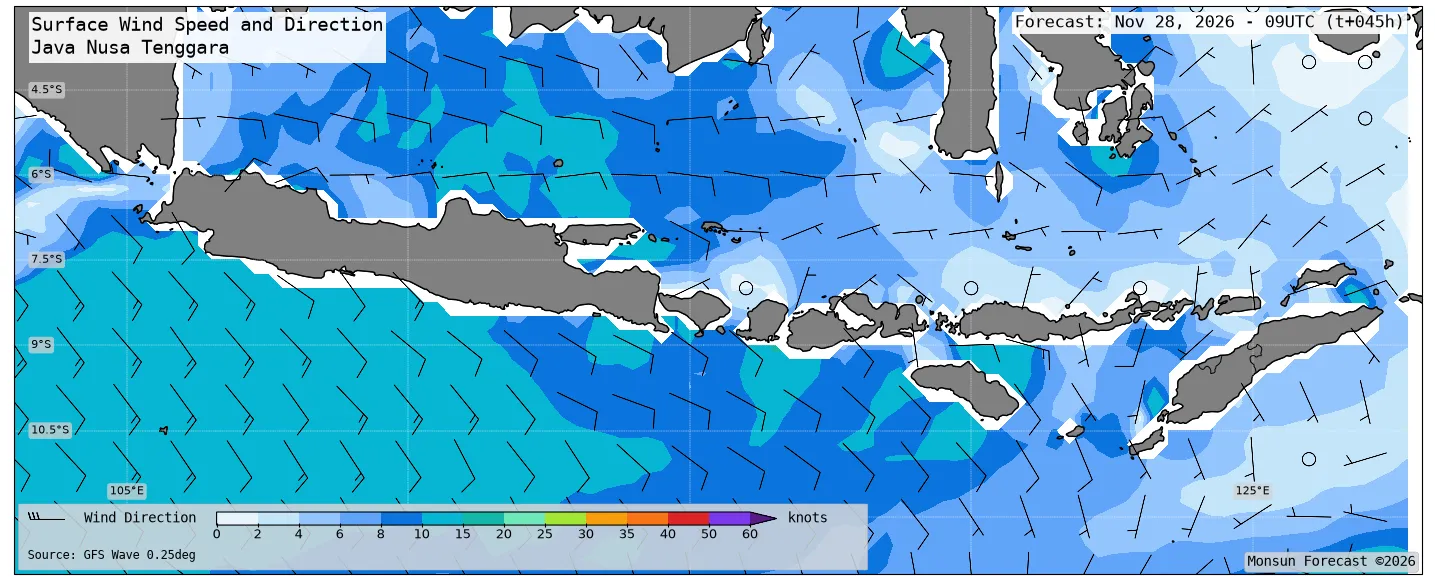 Surface Wind Speed and Direction
Java Nusa Tenggara
Forecast: Nov 28, 2026 - 09UTC (t+045h)
4.5°S
6°S
7.5°S
9°S
10.5°S
105°E
125°E
Wind Direction
knots
0 2 4 6 8 10 15 20 25 30 35 40 50 60
Source: GFS Wave 0.25deg
Monsun Forecast ©2026